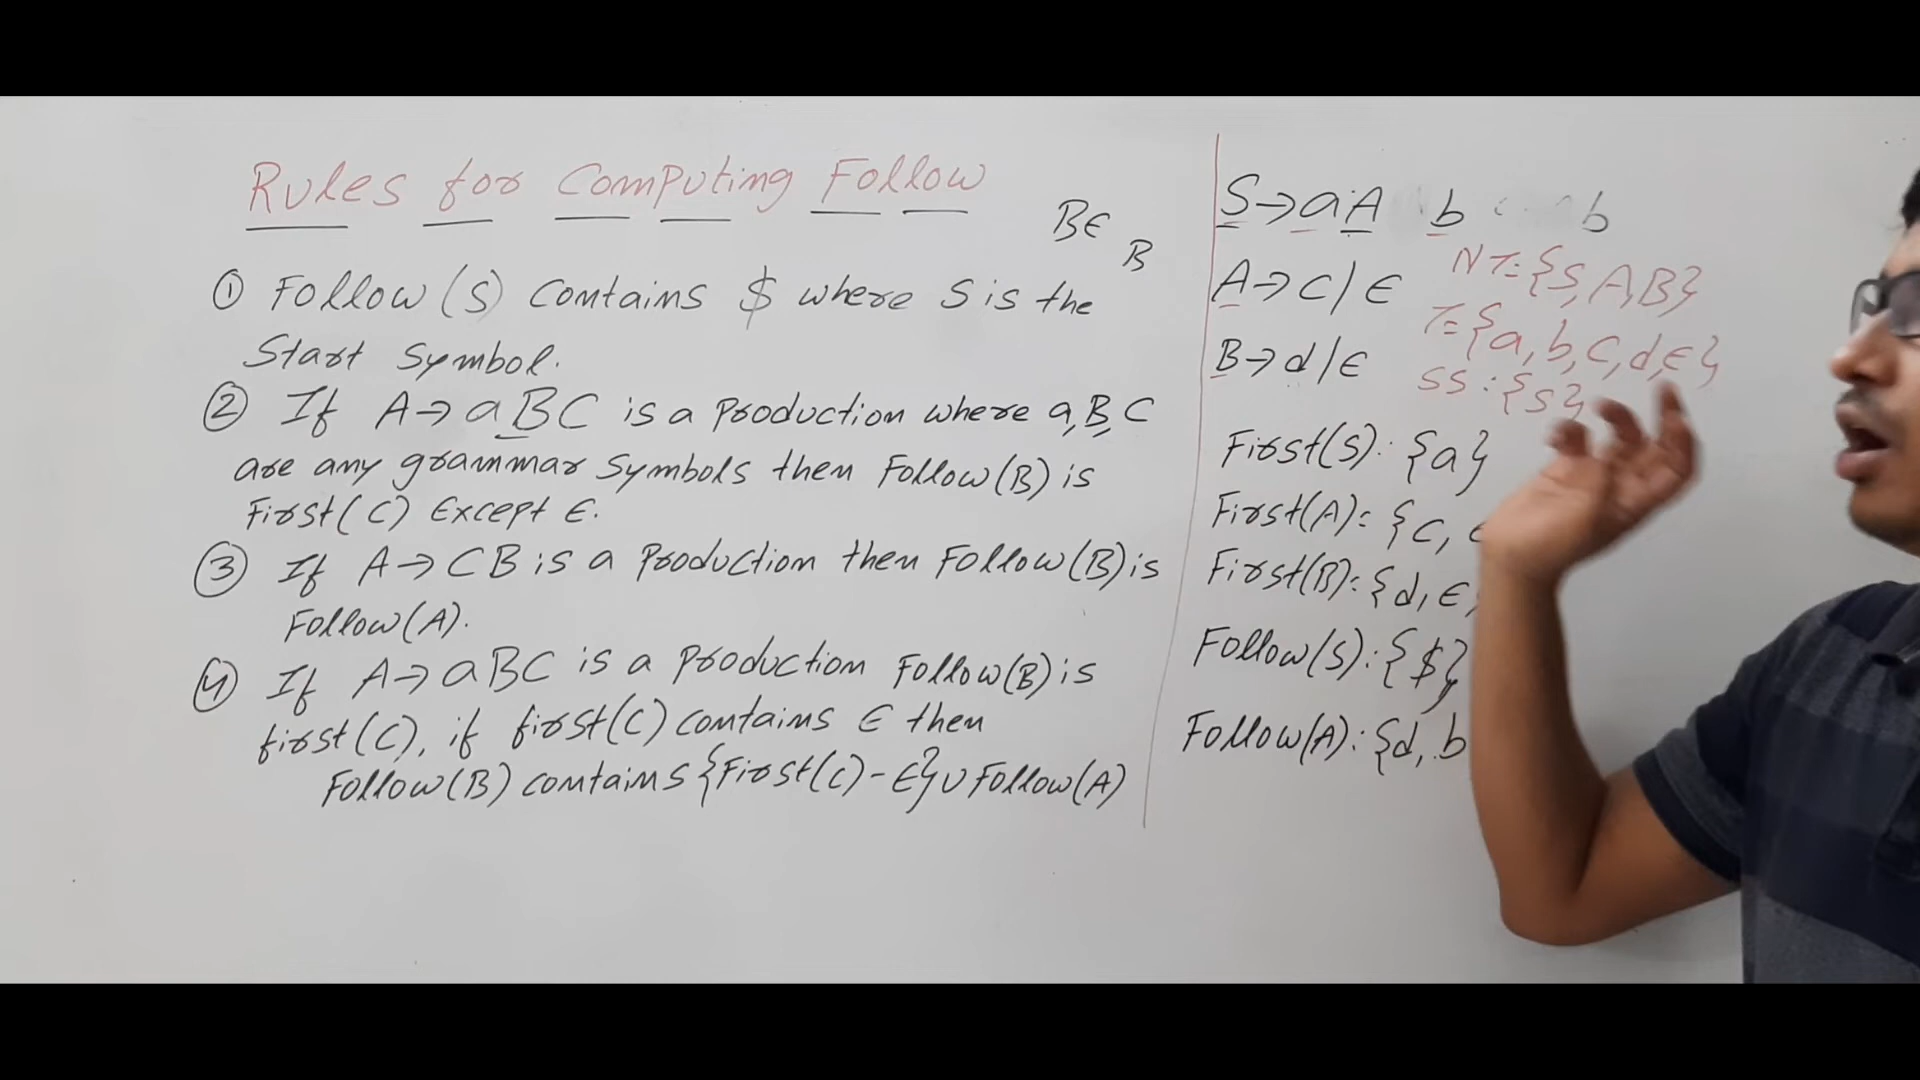 Rules for Computing Follow
BE
B
① Follow(S) contains $ where S is the
Start Symbol.
② If A→aBC is a production where a,B,C
are any grammar symbols then Follow(B) is
First(C) Except ϵ.
③ If A→CB is a production then Follow(B) is
Follow(A).
④ If A→aBC is a production Follow(B) is
first(C), if first(C) contains ϵ then
Follow(B) contains {First(C)-ϵ}∪Follow(A)
S→aA b b
A→C/ϵ
B→d/ϵ
NT={S,A,B}
T={a,b,c,d,ϵ}
SS:{S}
First(S):{a}
First(A)={C,
First(B)={d,ϵ,
Follow(S):{$}
Follow(A):{d,b